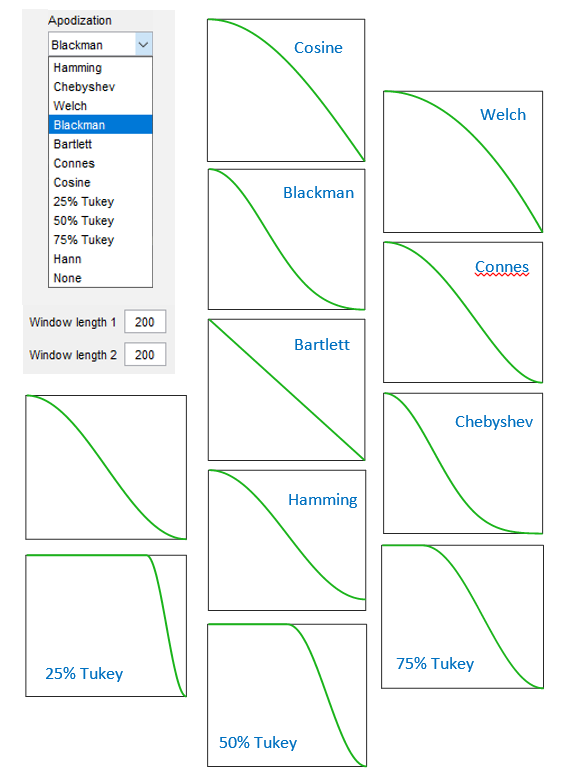 Apodization
Blackman
Hamming
Chebyshev
Welch
Blackman
Bartlett
Connes
Cosine
25% Tukey
50% Tukey
75% Tukey
Hann
None
Window length 1 200
Window length 2 200
Cosine
Welch
Blackman
Connes
Bartlett
Chebyshev
Hamming
25% Tukey
75% Tukey
50% Tukey